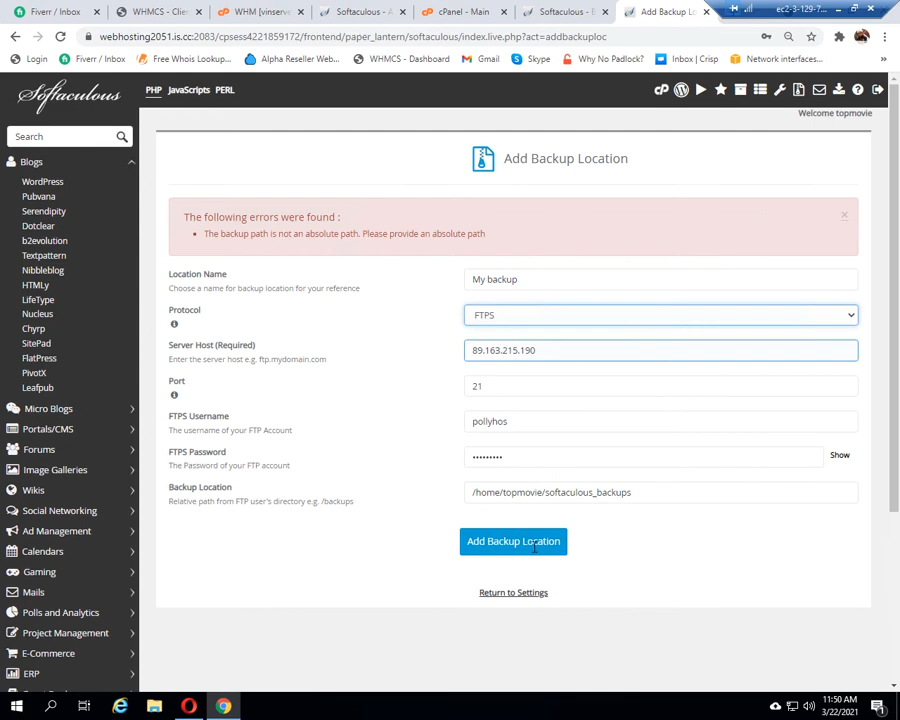 Fiverr / Inbox
WHMCS - Clien
WHM [vinserve
Softaculous - A
cPanel - Main
Softaculous - E
Add Backup Lo
ec2-3-129-7
webhosting2051.is.cc:2083/cpsess4221859172/frontend/paper_lantern/softaculous/index.live.php?act=addbackuploc
Login
Fiverr / Inbox
Free Whois Lookup...
Alpha Reseller Web...
WHMCS - Dashboard
Gmail
Skype
Why No Padlock?
Inbox | Crisp
Network interfaces...
»
Softaculous
PHP JavaScripts PERL
Welcome topmovie
Search
Blogs
WordPress
Pubvana
Serendipity
Dotclear
b2evolution
Textpattern
Nibbleblog
HTMLy
LifeType
Nucleus
Chyrp
SitePad
FlatPress
PivotX
Leafpub
Micro Blogs
Portals/CMS
Forums
Image Galleries
Wikis
Social Networking
Ad Management
Calendars
Gaming
Mails
Polls and Analytics
Project Management
E-Commerce
ERP
Add Backup Location
The following errors were found :
• The backup path is not an absolute path. Please provide an absolute path
×
Location Name
Choose a name for backup location for your reference
My backup
Protocol
FTPS
Server Host (Required)
Enter the server host e.g. ftp.mydomain.com
89.163.215.190
Port
21
FTPS Username
The username of your FTP Account
pollyhos
FTPS Password
The Password of your FTP account
•••••••••
Show
Backup Location
Relative path from FTP user's directory e.g. /backups
/home/topmovie/softaculous_backups
Add Backup Location
Return to Settings
11:50 AM
3/22/2021